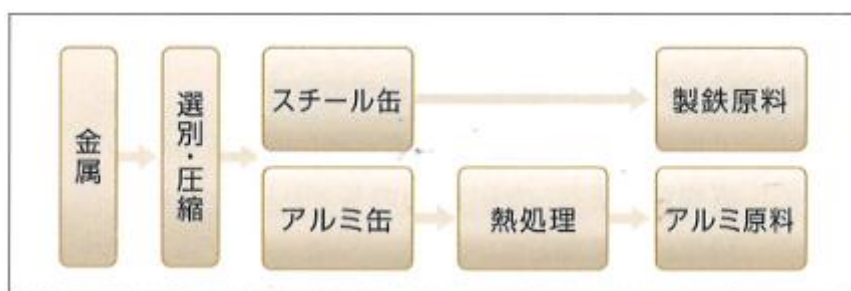 金属
選別・圧縮
スチール缶
製鉄原料
アルミ缶
熱処理
アルミ原料